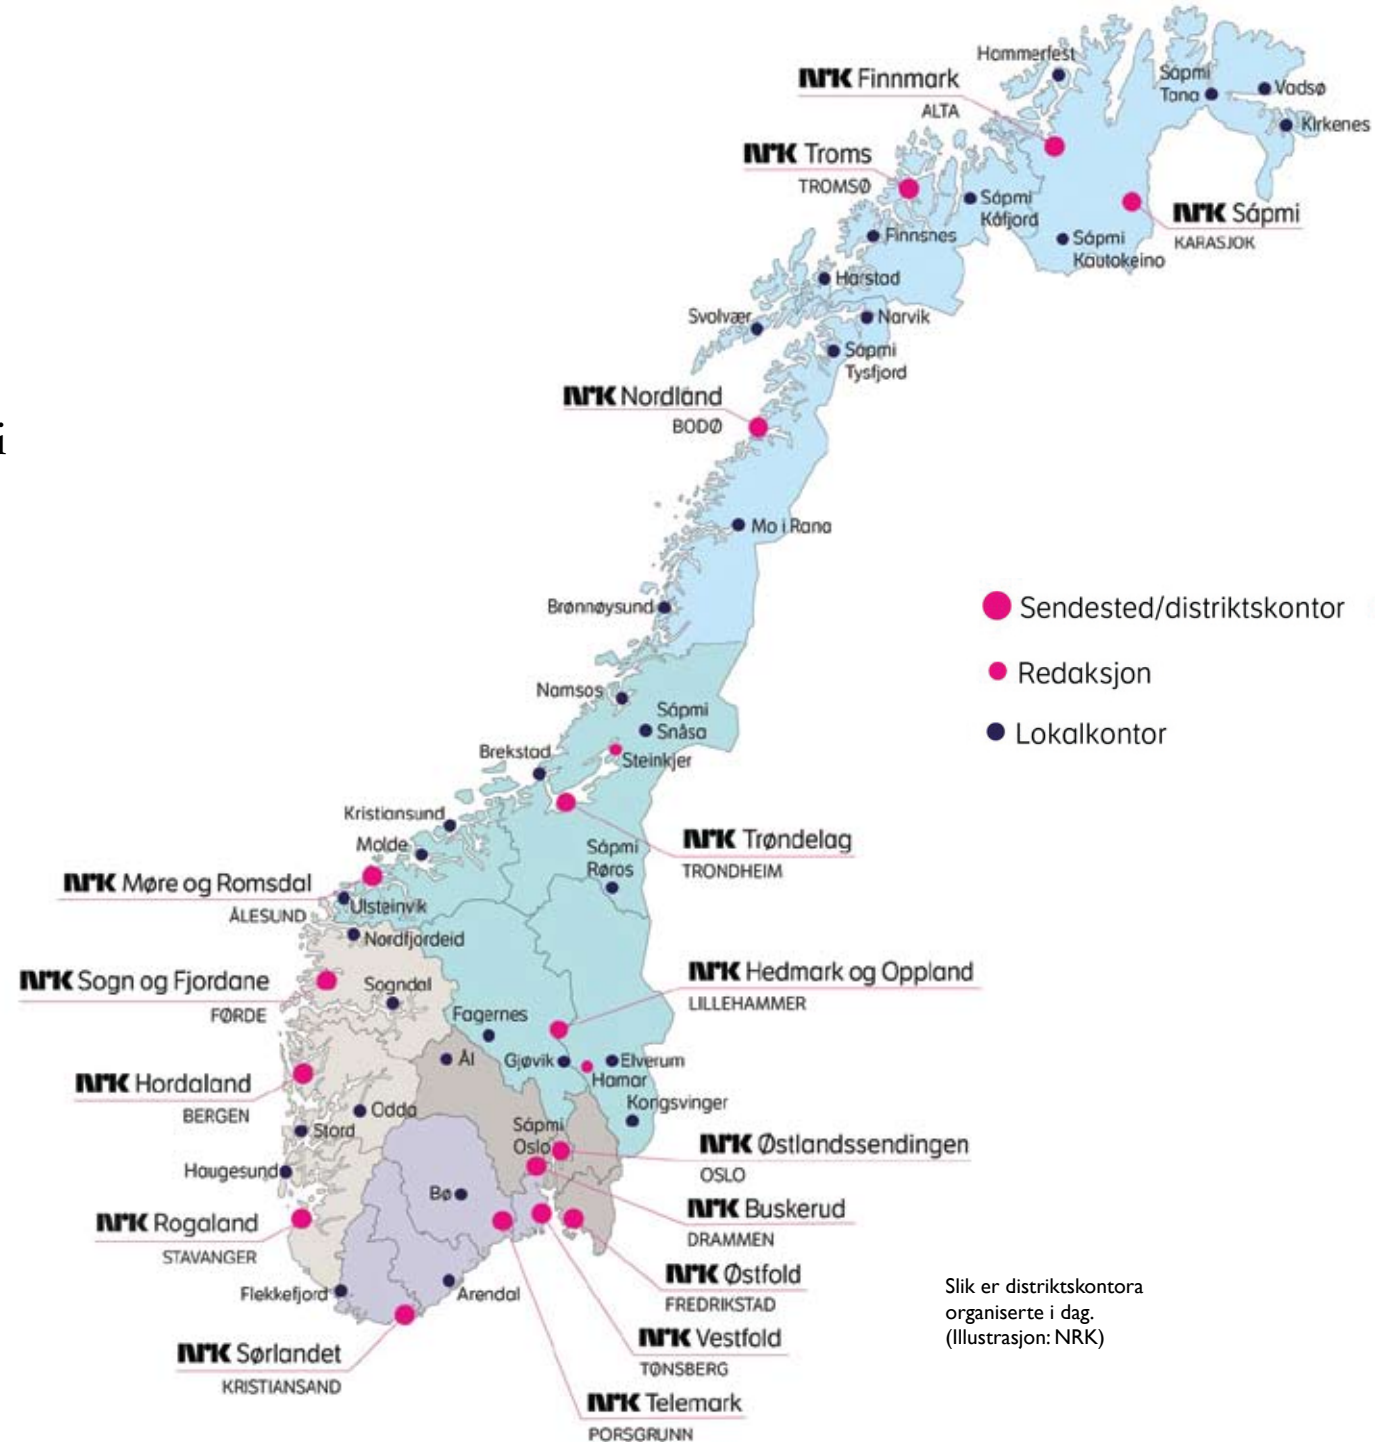 Hammerfest
NRK Finnmark
ALTA
Sápmi
Tana
Vadsø
Kirkenes
NRK Troms
TROMSØ
Sápmi
Kåfjord
NRK Sápmi
KARASJOK
Finnsnes
Sápmi
Kautokeino
Harstad
Svolvær
Narvik
Sápmi
Tysfjord
NRK Nordland
BODØ
i
Mo i Rana
Brønnøysund
Sendested/distriktskontor
Redaksjon
Lokalkontor
Namsos
Sápmi
Snåsa
Brekstad
Steinkjer
Kristiansund
Molde
NRK Trøndelag
TRONDHEIM
Sápmi
Røros
NRK Møre og Romsdal
ÅLESUND
Ulsteinvik
Nordfjordeid
NRK Sogn og Fjordane
FØRDE
Sogndal
NRK Hedmark og Oppland
LILLEHAMMER
Fagernes
Ål
Gjøvik
Elverum
Hamar
NRK Hordaland
BERGEN
Odda
Stord
Kongsvinger
Sápmi
Oslo
NRK Østlandssendingen
OSLO
Haugesund
Bø
NRK Rogaland
STAVANGER
NRK Buskerud
DRAMMEN
NRK Østfold
FREDRIKSTAD
Flekkefjord
Arendal
Slik er distriktskontora
organiserte i dag.
(Illustrasjon: NRK)
NRK Vestfold
TØNSBERG
NRK Sørlandet
KRISTIANSAND
NRK Telemark
PORSGRUNN